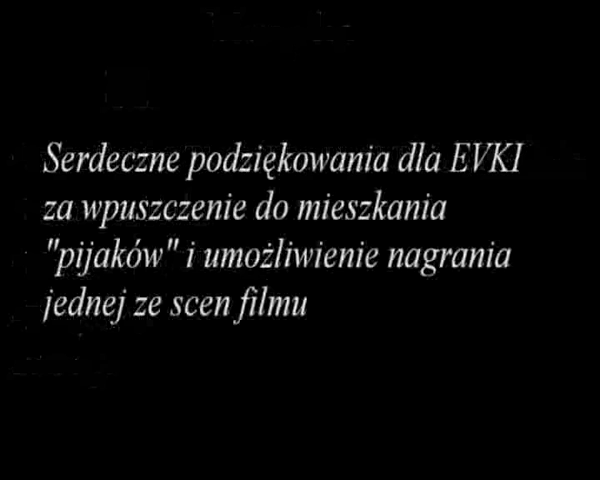 Serdeczne podziękowania dla EVKI
za wpuszczenie do mieszkania
"pijaków" i umożliwienie nagrania
jednej ze scen filmu